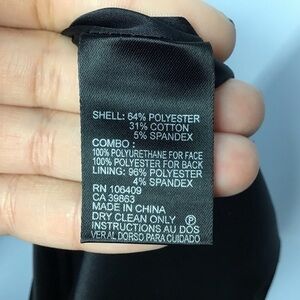 SHELL: 64% POLYESTER
31% COTTON
5% SPANDEX
COMBO :
100% POLYURETHANE FOR FACE
100% POLYESTER FOR BACK
LINING: 96% POLYESTER
4% SPANDEX
RN 106409
CA 39863
MADE IN CHINA
DRY CLEAN ONLY Ⓟ
INSTRUCTIONS AU DOS
VER AL DORSO PARA CUIDADO